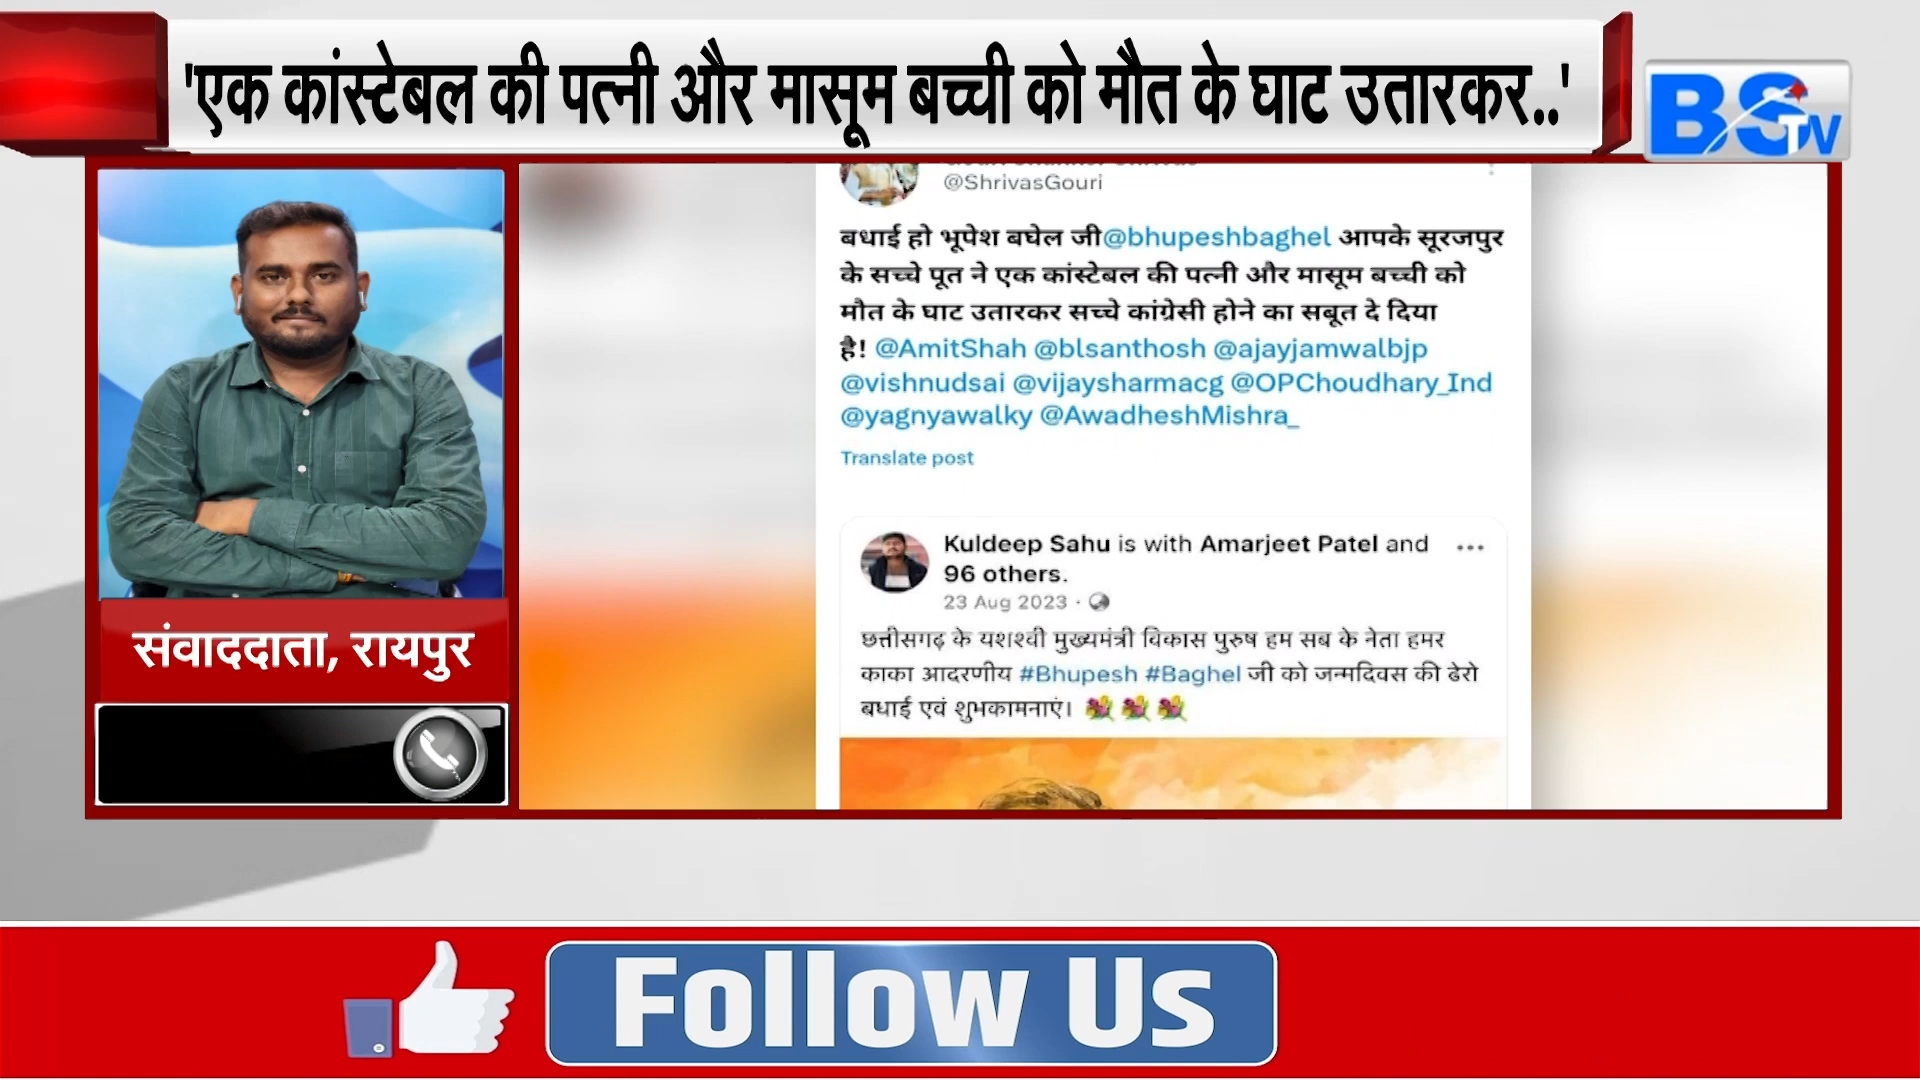 'एक कांस्टेबल की पत्नी और मासूम बच्ची को मौत के घाट उतारकर..'
BSTV
@ShrivasGouri
बधाई हो भूपेश बघेल जी@bhupeshbaghel आपके सूरजपुर
के सच्चे पूत ने एक कांस्टेबल की पत्नी और मासूम बच्ची को
मौत के घाट उतारकर सच्चे कांग्रेसी होने का सबूत दे दिया
है! @AmitShah @blsanthosh @ajayjamwalbjp
@vishnudsai @vijaysharmacg @OPChoudhary_Ind
@yagnyawalky @AwadheshMishra_
Translate post
Kuldeep Sahu is with Amarjeet Patel and
96 others.
23 Aug 2023 ·
छत्तीसगढ़ के यशश्वी मुख्यमंत्री विकास पुरुष हम सब के नेता हमर
काका आदरणीय #Bhupesh #Baghel जी को जन्मदिवस की ढेरो
बधाई एवं शुभकामनाएं।
संवाददाता, रायपुर
Follow Us